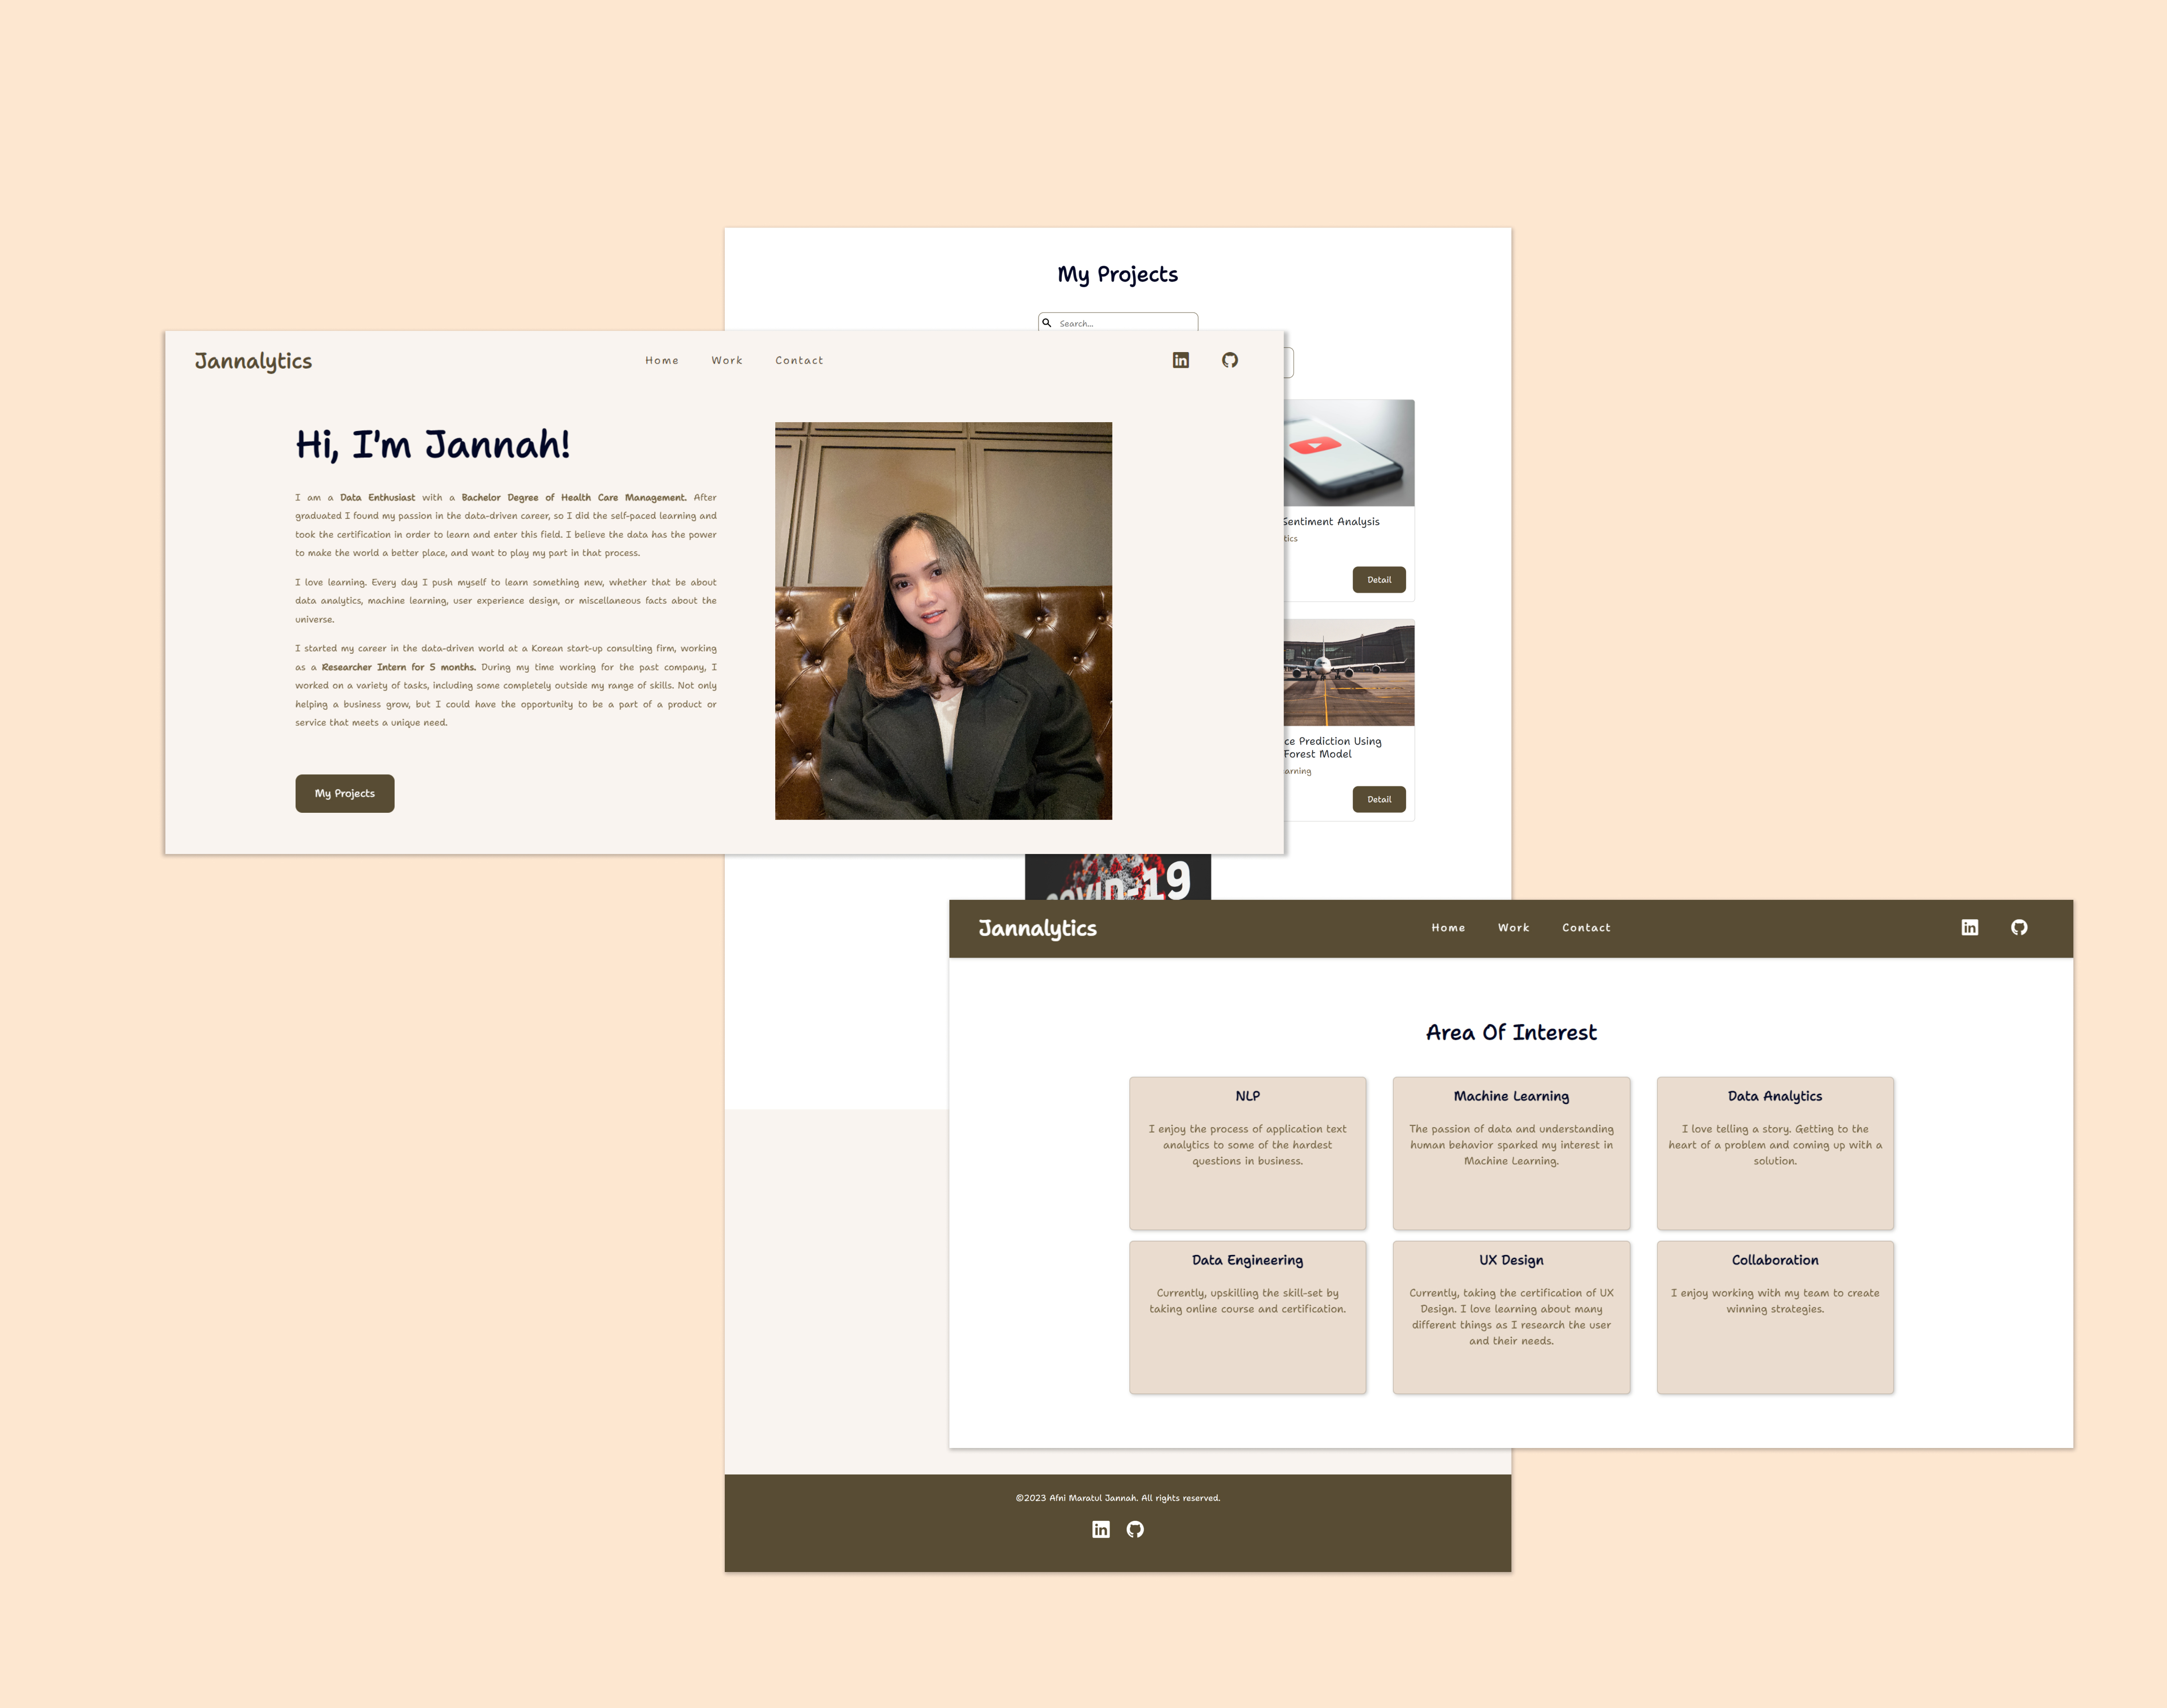 My Projects
Search...
Jannalytics
Home Work Contact
Hi, I'm Jannah!
I am a Data Enthusiast with a Bachelor Degree of Health Care Management. After
graduated I found my passion in the data-driven career, so I did the self-paced learning and
took the certification in order to learn and enter this field. I believe the data has the power
to make the world a better place, and want to play my part in that process.
I love learning. Every day I push myself to learn something new, whether that be about
data analytics, machine learning, user experience design, or miscellaneous facts about the
universe.
I started my career in the data-driven world at a Korean start-up consulting firm, working
as a Researcher Intern for 5 months. During my time working for the past company, I
worked on a variety of tasks, including some completely outside my range of skills. Not only
helping a business grow, but I could have the opportunity to be a part of a product or
service that meets a unique need.
My Projects
Sentiment Analysis
tics
Detail
ce Prediction Using
Forest Model
arning
Detail
COVID-19
Jannalytics
Home Work Contact
Area Of Interest
NLP
I enjoy the process of application text
analytics to some of the hardest
questions in business.
Machine Learning
The passion of data and understanding
human behavior sparked my interest in
Machine Learning.
Data Analytics
I love telling a story. Getting to the
heart of a problem and coming up with a
solution.
Data Engineering
Currently, upskilling the skill-set by
taking online course and certification.
UX Design
Currently, taking the certification of UX
Design. I love learning about many
different things as I research the user
and their needs.
Collaboration
I enjoy working with my team to create
winning strategies.
©2023 Afni Maratul Jannah. All rights reserved.